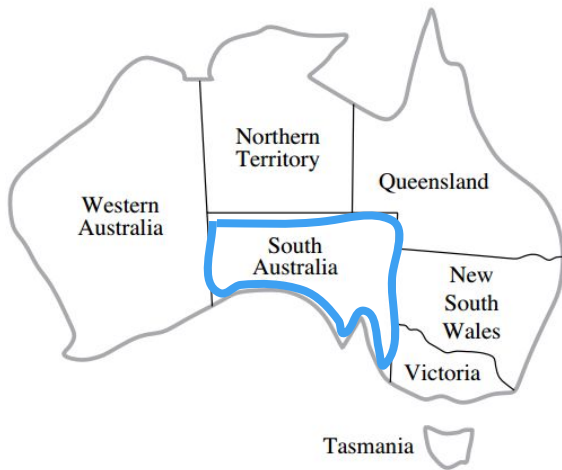 Northern
Territory
Queensland
Western
Australia
South
Australia
New
South
Wales
Victoria
Tasmania